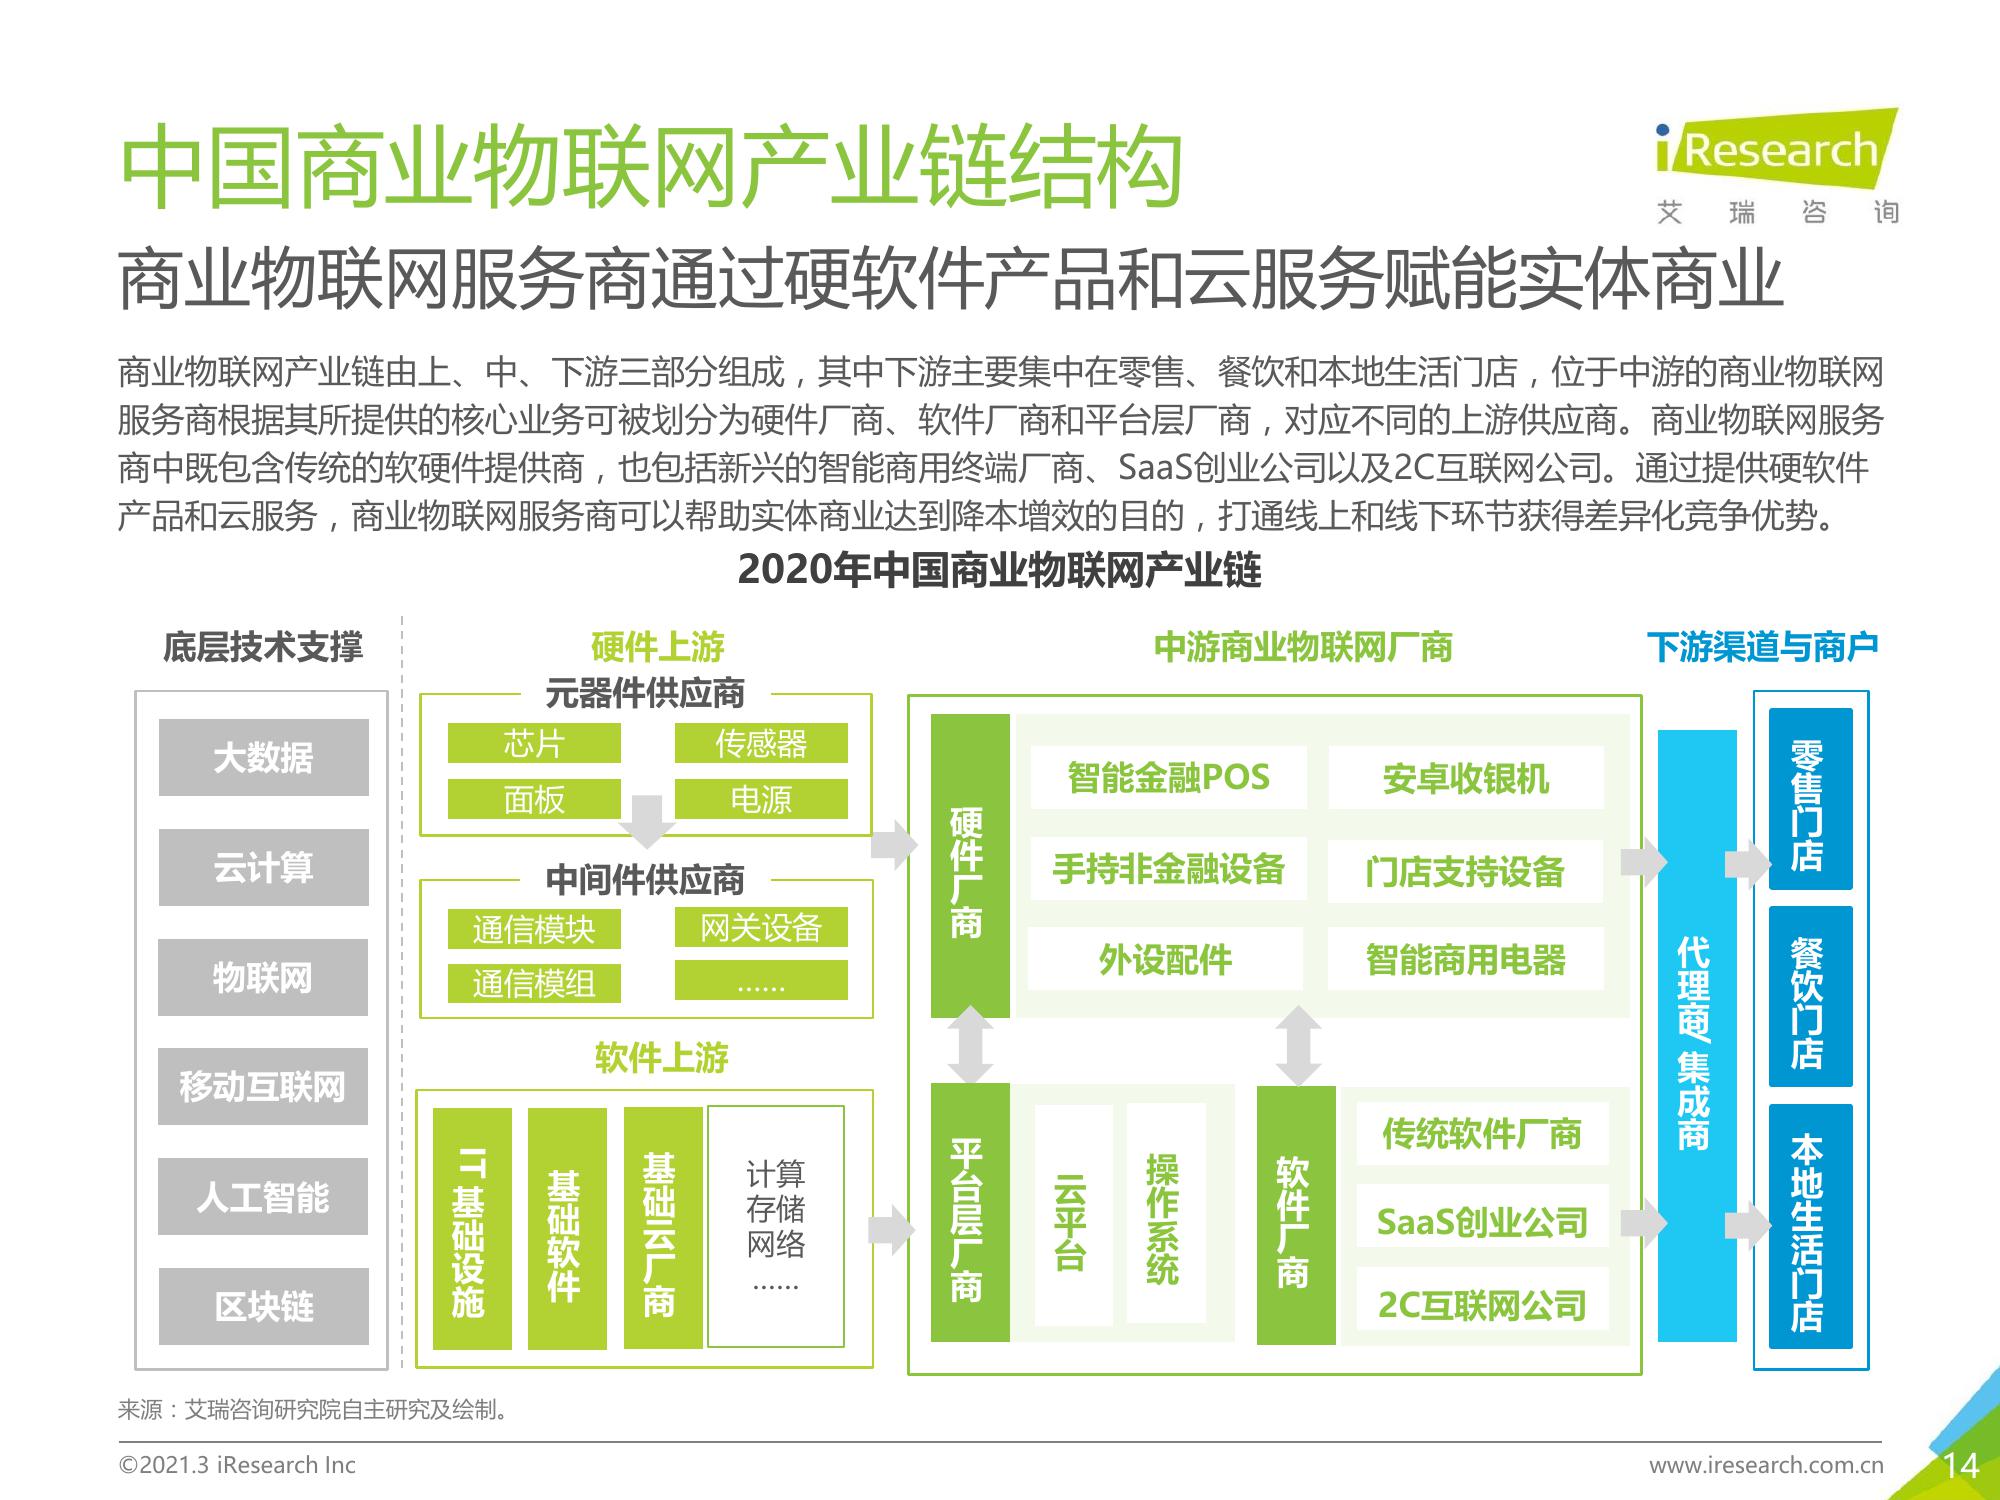 中国商业物联网产业链结构
iResearch
艾瑞咨询
商业物联网服务商通过硬软件产品和云服务赋能实体商业
商业物联网产业链由上、中、下游三部分组成，其中下游主要集中在零售、餐饮和本地生活门店，位于中游的商业物联网
服务商根据其所提供的核心业务可被划分为硬件厂商、软件厂商和平台层厂商，对应不同的上游供应商。商业物联网服务
商中既包含传统的软硬件提供商，也包括新兴的智能商用终端厂商、SaaS创业公司以及2C互联网公司。通过提供硬软件
产品和云服务，商业物联网服务商可以帮助实体商业达到降本增效的目的，打通线上和线下环节获得差异化竞争优势。
2020年中国商业物联网产业链
底层技术支撑
大数据
云计算
物联网
移动互联网
人工智能
区块链
硬件上游
元器件供应商
芯片
传感器
面板
电源
中间件供应商
通信模块
网关设备
通信模组
……
软件上游
IT基础设施
基础软件
基础云厂商
计算
存储
网络
……
中游商业物联网厂商
硬件厂商
智能金融POS
安卓收银机
手持非金融设备
门店支持设备
外设配件
智能商用电器
平台层厂商
云平台
操作系统
软件厂商
传统软件厂商
SaaS创业公司
2C互联网公司
下游渠道与商户
代理商/集成商
零售门店
餐饮门店
本地生活门店
来源：艾瑞咨询研究院自主研究及绘制。
©2021.3 iResearch Inc
www.iresearch.com.cn
14